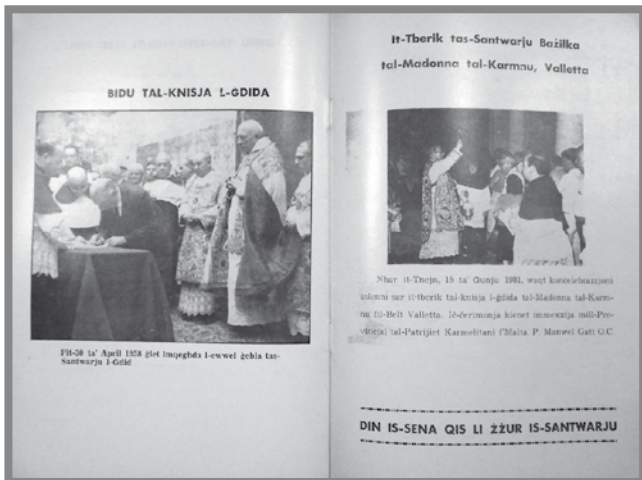 BIDU TAL-KNISJA L-ĠDIDA
Fit-30 ta' April 1958 ġiet imqegħda l-ewwel ġebla tas-
Santwarju l-Ġdid
It-Tberik tas-Santwarju Bażilka
tal-Madonna tal-Karmnu, Valletta
Nhar it-Tnejn, 15 ta' Ġunju 1981, waqt konċelebrazzjoni
solenni sar it-tberik tal-knisja l-ġdida tal-Madonna tal-Karm-
nu fil-Belt Valletta. Iċ-ċerimonja kienet immexxija mill-Pro-
vinċjal tal-Patrijiet Karmelitani f'Malta P. Manwel Gatt O.C.
DIN IS-SENA QIS LI ŻŻUR IS-SANTWARJU